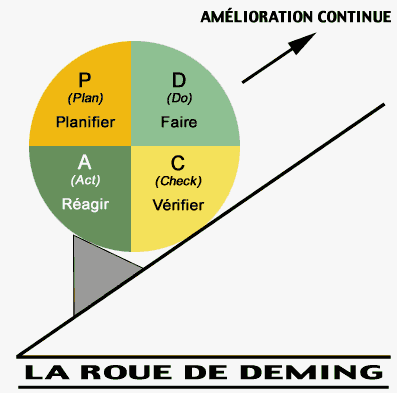 AMÉLIORATION CONTINUE
P
(Plan)
Planifier
D
(Do)
Faire
A
(Act)
Réagir
C
(Check)
Vérifier
LA ROUE DE DEMING